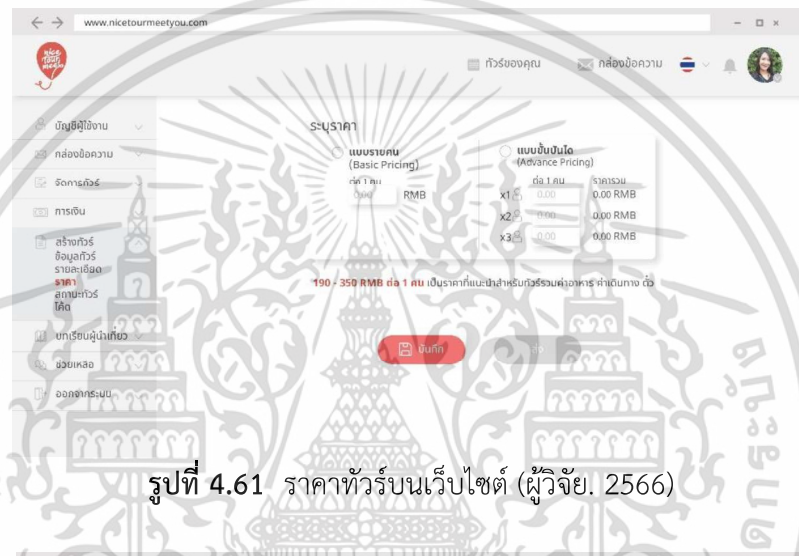 www.nicetourmeetyou.com
nice
tour
meetu
ทัวร์ของคุณ
กล่องข้อความ
บัญชีผู้ใช้งาน
กล่องข้อความ
จัดการทัวร์
การเงิน
สร้างทัวร์
ข้อมูลทัวร์
รายละเอียด
ราคา
สถานะทัวร์
โค้ด
บทเรียนผู้นำเที่ยว
ช่วยเหลือ
ออกจากระบบ
ระบุราคา
แบบรายคน
(Basic Pricing)
ต่อ 1 คน
0.00 RMB
แบบขั้นบันได
(Advance Pricing)
ต่อ 1 คน ราคารวม
x1 0.00 0.00 RMB
x2 0.00 0.00 RMB
x3 0.00 0.00 RMB
190 - 350 RMB ต่อ 1 คน เป็นราคาที่แนะนำสำหรับทัวร์รวมค่าอาหาร ค่าเดินทาง ตั๋ว
บันทึก
ส่ง
รูปที่ 4.61 ราคาทัวร์บนเว็บไซต์ (ผู้วิจัย. 2566)